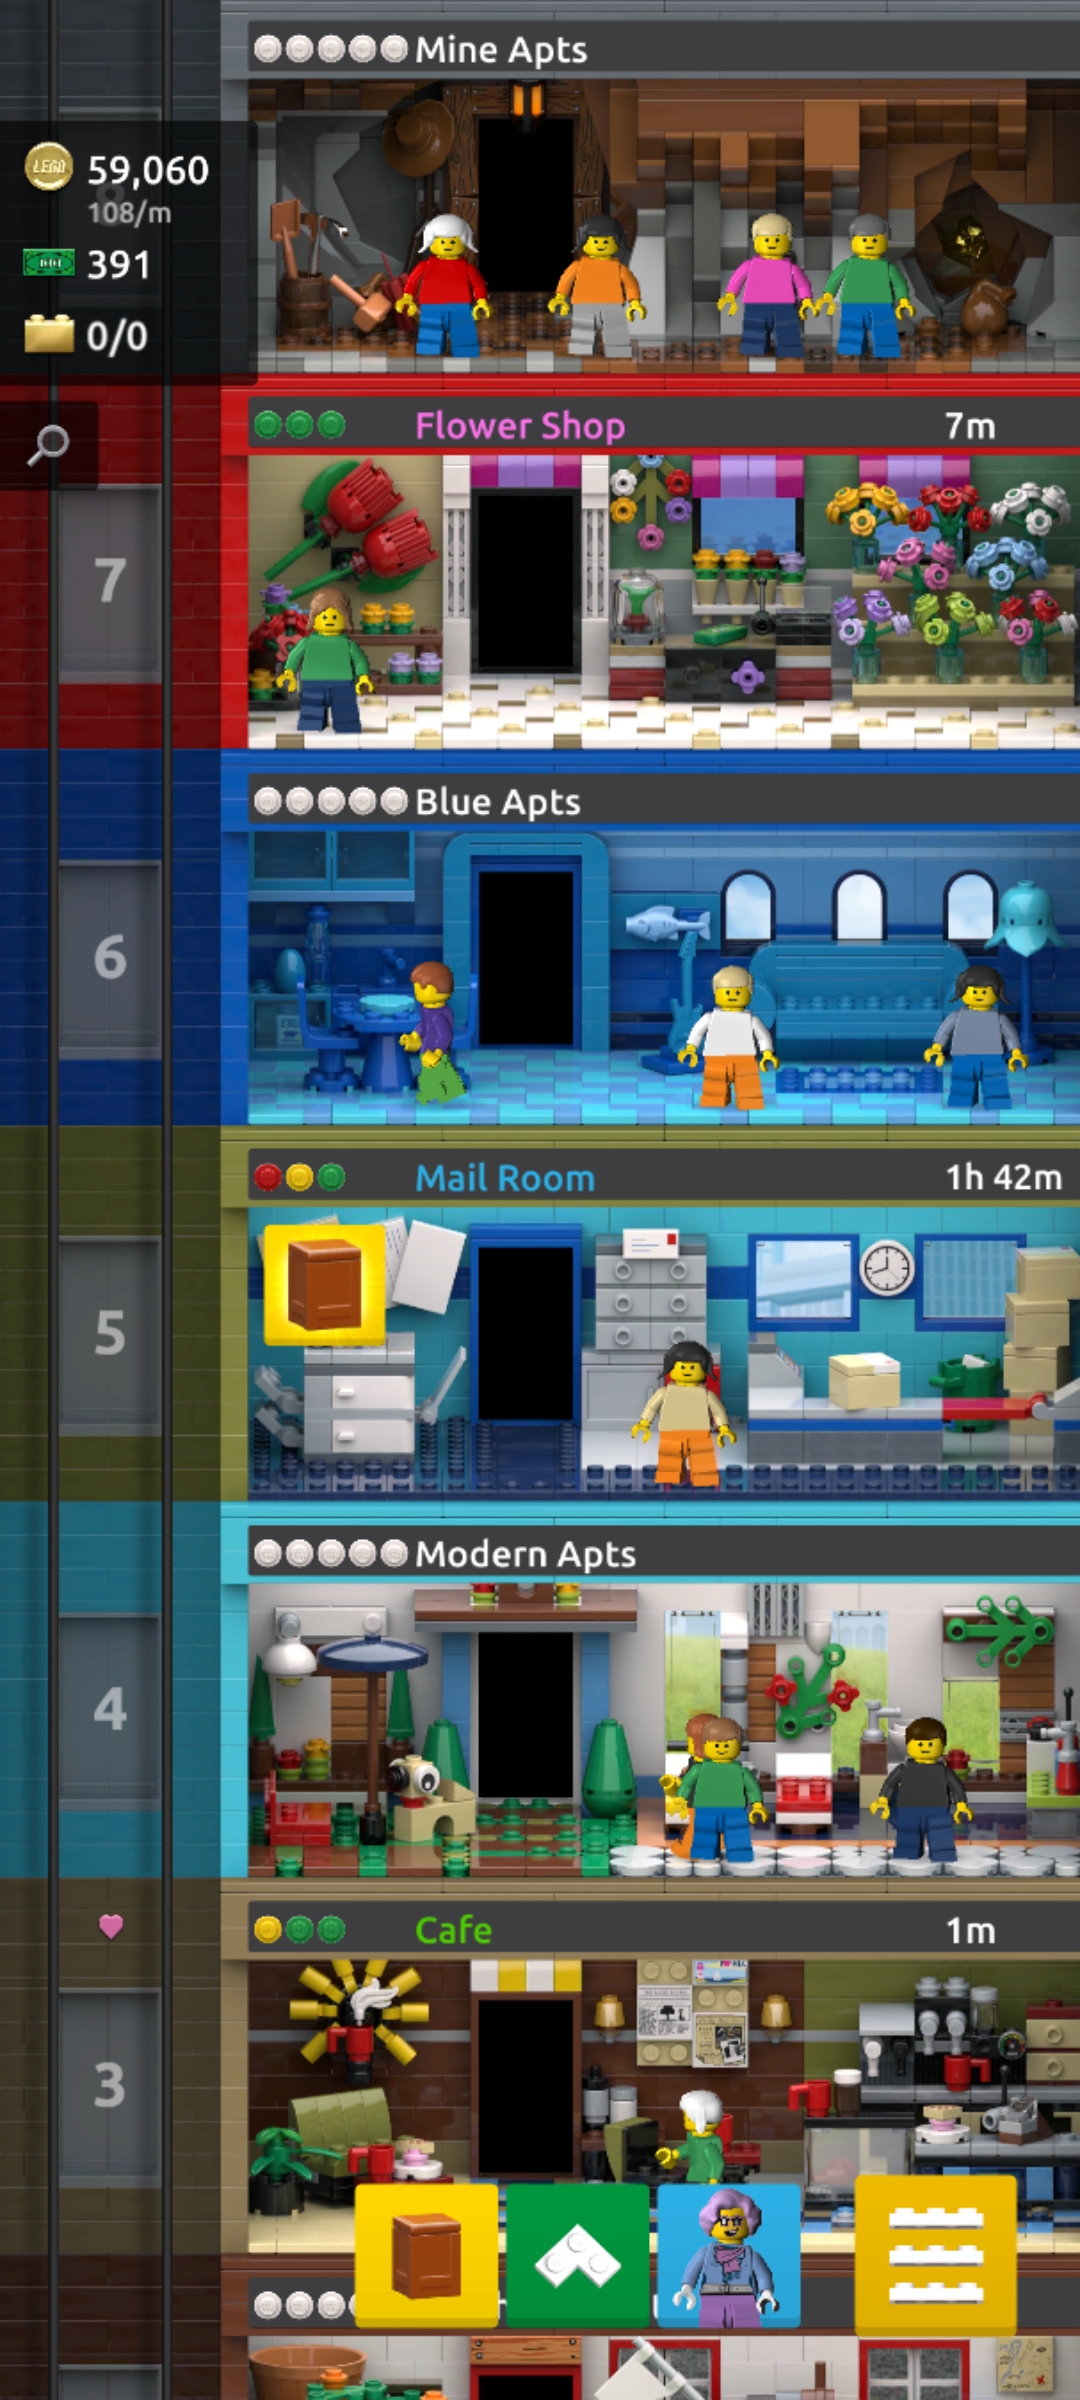 Mine Apts
LEGO 59,060
108/m
391
0/0
Flower Shop 7m
7
Blue Apts
6
Mail Room 1h 42m
5
Modern Apts
4
Cafe 1m
3